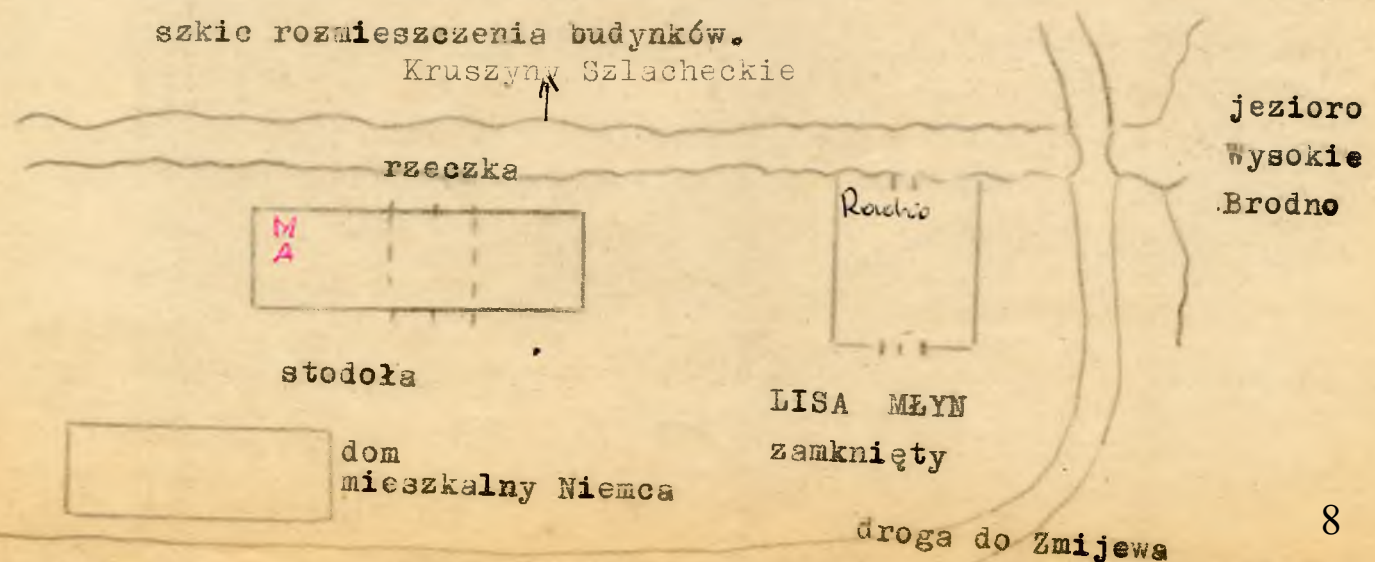 szkic rozmieszczenia budynków.
Kruszyny Szlacheckie
jezioro
Wysokie
Brodno
rzeczka
M
A
Radio
stodoła
LISA MŁYN
zamknięty
dom
mieszkalny Niemca
droga do Zmijewa
8